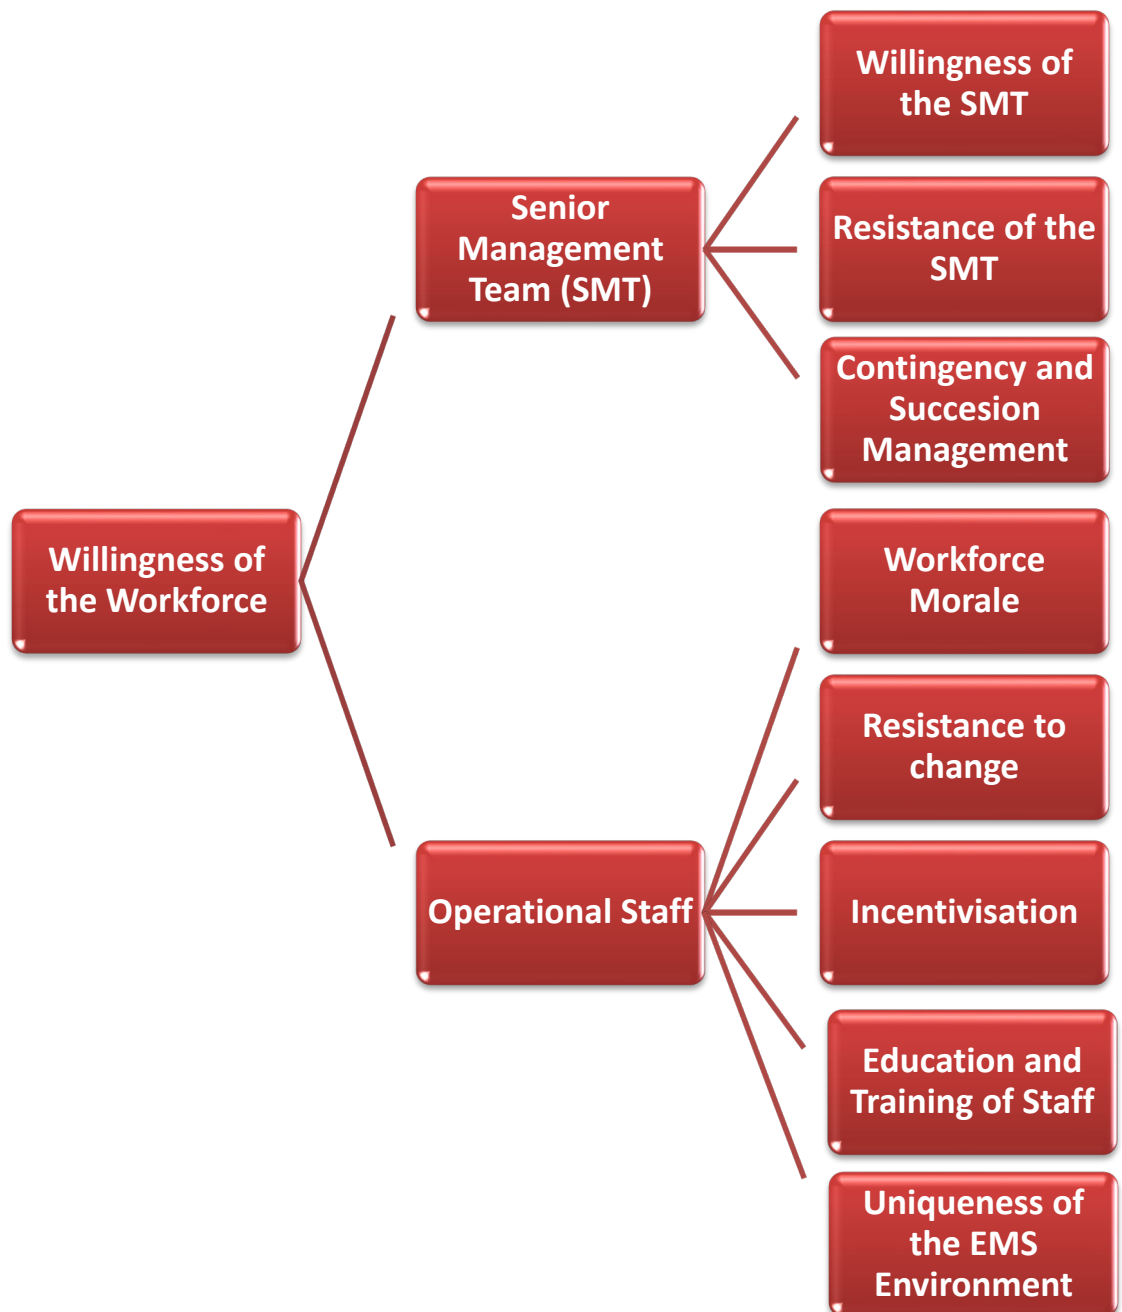 Willingness of
the SMT
Senior
Management
Team (SMT)
Resistance of the
SMT
Contingency and
Succesion
Management
Willingness of
the Workforce
Workforce
Morale
Resistance to
change
Operational Staff
Incentivisation
Education and
Training of Staff
Uniqueness of
the EMS
Environment